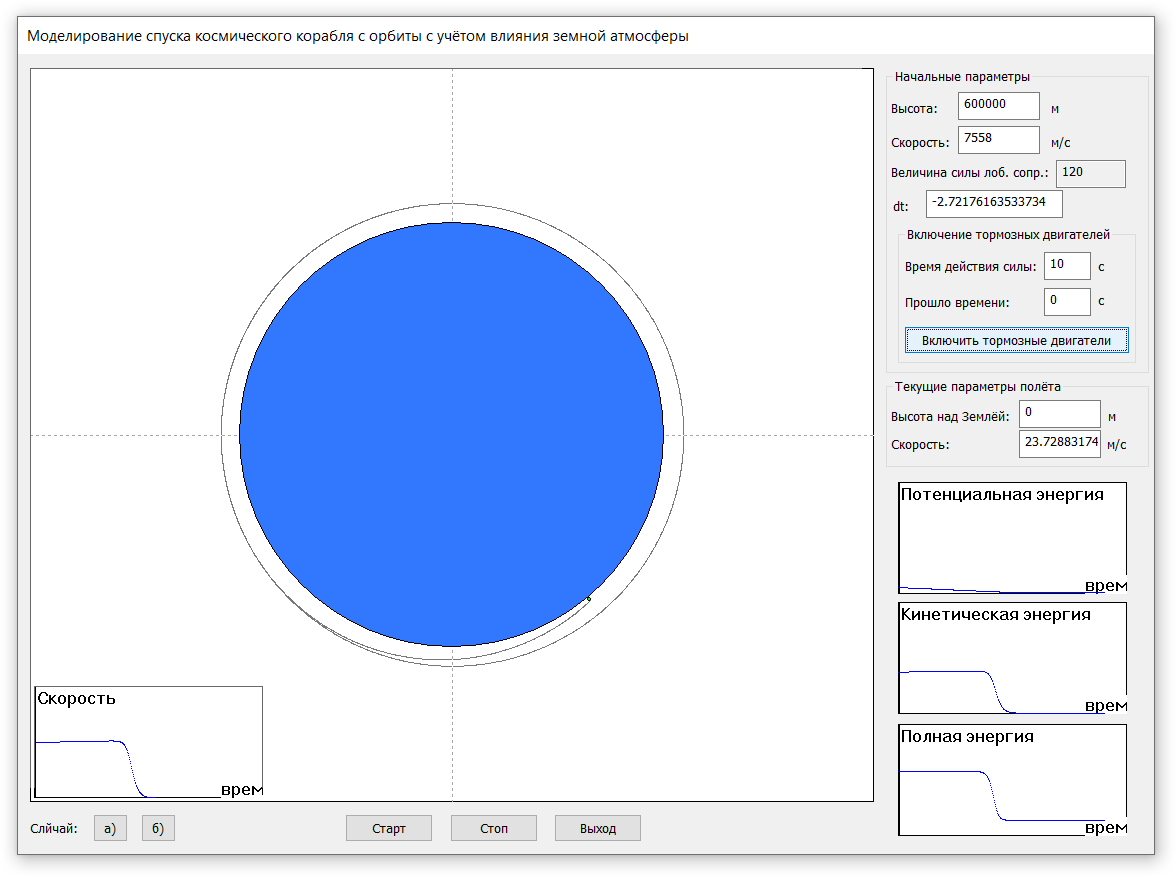 Моделирование спуска космического корабля с орбиты с учётом влияния земной атмосферы
Начальные параметры
Высота: 600000 м
Скорость: 7558 м/с
Величина силы лоб. сопр.: 120
dt: -2.72176163533734
Включение тормозных двигателей
Время действия силы: 10 с
Прошло времени: 0 с
Включить тормозные двигатели
Текущие параметры полёта
Высота над Землёй: 0 м
Скорость: 23.72883174 м/с
Потенциальная энергия
врем
Кинетическая энергия
врем
Полная энергия
врем
Скорость
врем
Слйчай: а) б) Старт Стоп Выход